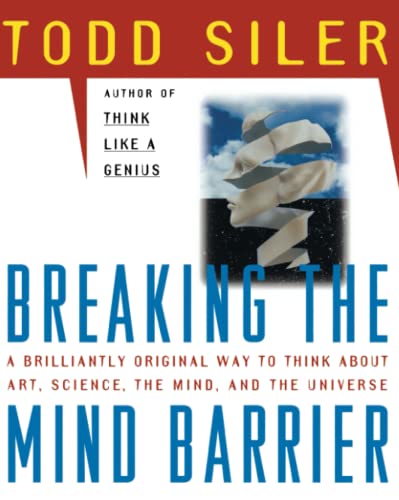 TODD SILER
AUTHOR OF
THINK
LIKE A
GENIUS
BREAKING THE
A BRILLIANTLY ORIGINAL WAY TO THINK ABOUT
ART, SCIENCE, THE MIND, AND THE UNIVERSE
MIND BARRIER